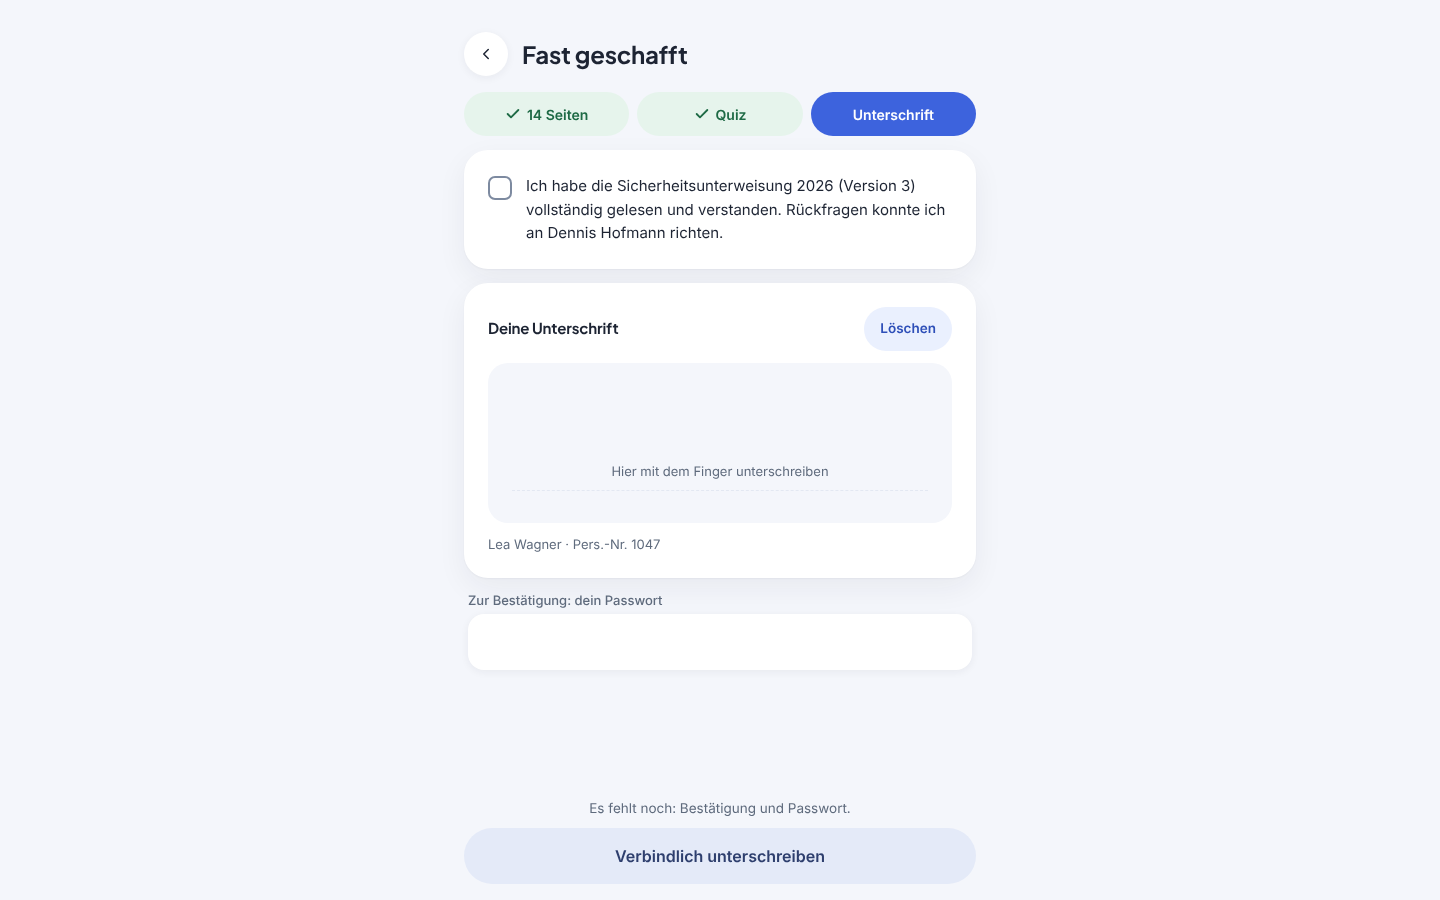 Fast geschafft
14 Seiten
Quiz
Unterschrift
Ich habe die Sicherheitsunterweisung 2026 (Version 3)
vollständig gelesen und verstanden. Rückfragen konnte ich
an Dennis Hofmann richten.
Deine Unterschrift
Löschen
Hier mit dem Finger unterschreiben
Lea Wagner · Pers.-Nr. 1047
Zur Bestätigung: dein Passwort
Es fehlt noch: Bestätigung und Passwort.
Verbindlich unterschreiben